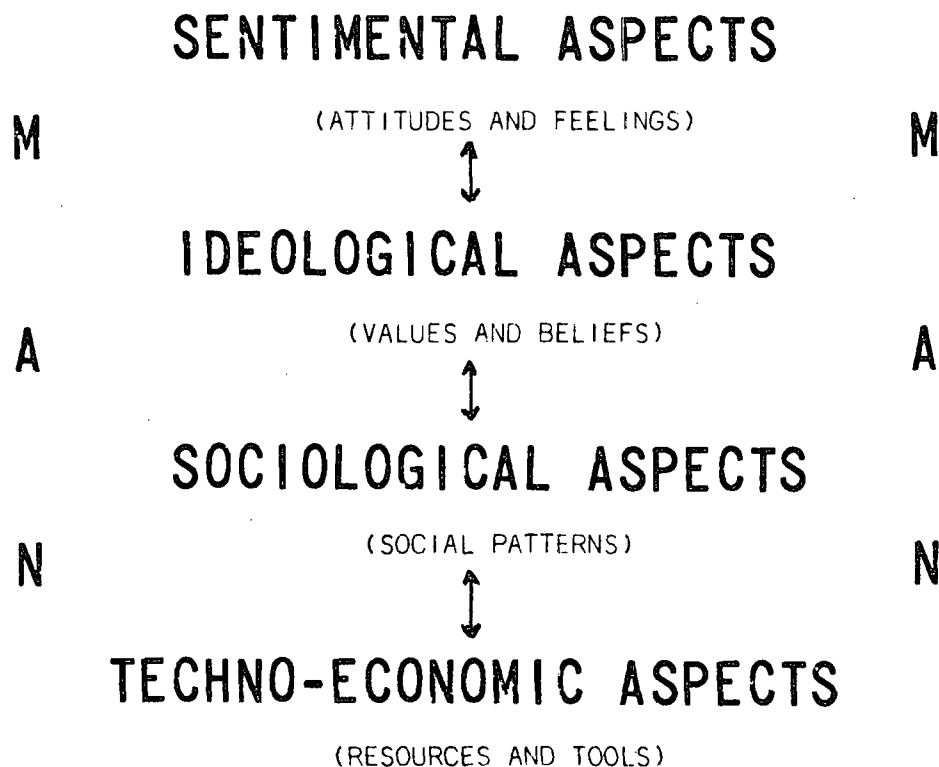 SENTIMENTAL ASPECTS
M (ATTITUDES AND FEELINGS) M
IDEOLOGICAL ASPECTS
A (VALUES AND BELIEFS) A
SOCIOLOGICAL ASPECTS
N (SOCIAL PATTERNS) N
TECHNO-ECONOMIC ASPECTS
(RESOURCES AND TOOLS)